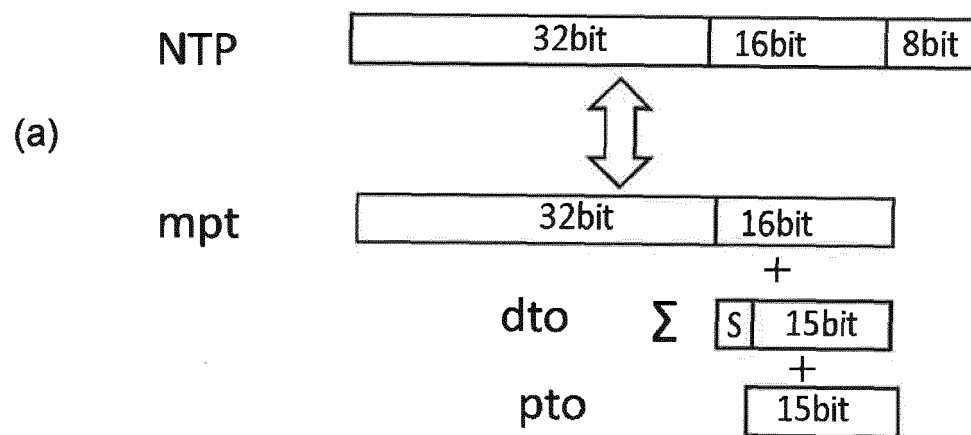 NTP 32bit 16bit 8bit
(a)
mpt 32bit 16bit
+
dto Σ S 15bit
+
pto 15bit